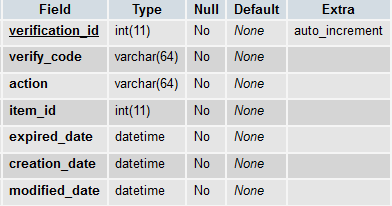 Field Type Null Default Extra
verification_id int(11) No None auto_increment
verify_code varchar(64) No None
action varchar(64) No None
item_id int(11) No None
expired_date datetime No None
creation_date datetime No None
modified_date datetime No None